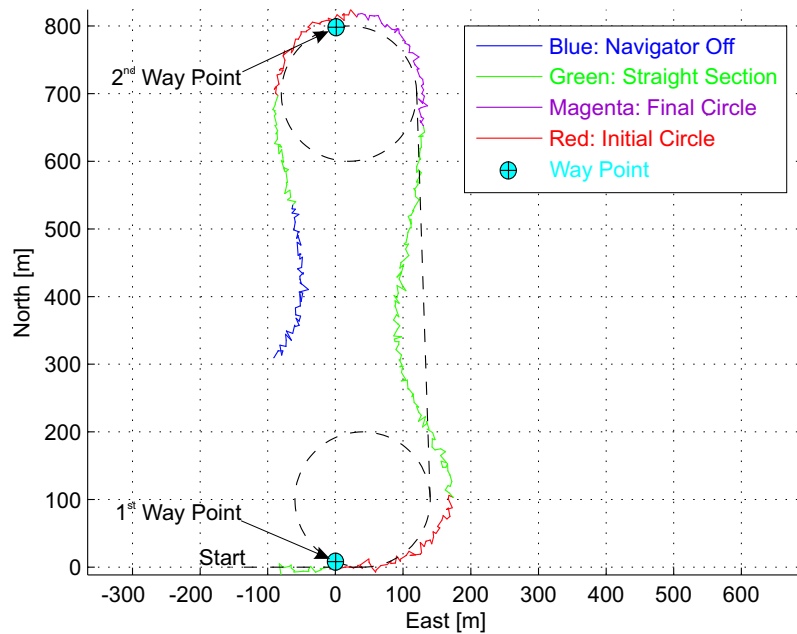 800
700
600
500
400
300
200
100
0
North [m]
2nd Way Point
1st Way Point
Start
Blue: Navigator Off
Green: Straight Section
Magenta: Final Circle
Red: Initial Circle
Way Point
-300 -200 -100 0 100 200 300 400 500 600
East [m]